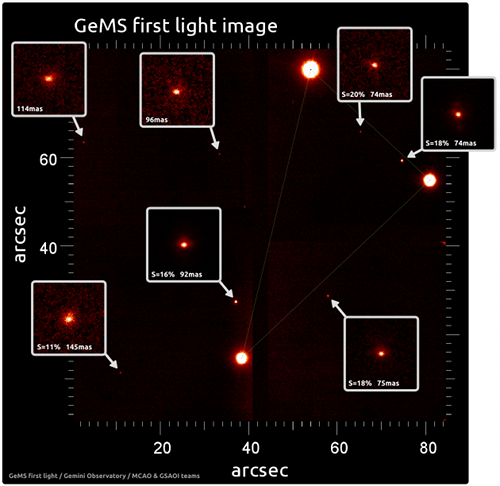 GeMS first light image
114mas
96mas
S=20% 74mas
S=18% 74mas
60
arcsec
40
S=16% 92mas
20
S=11% 145mas
S=18% 75mas
20
40
60
80
arcsec
GeMS first light / Gemini Observatory / MCAO & GSAOI teams